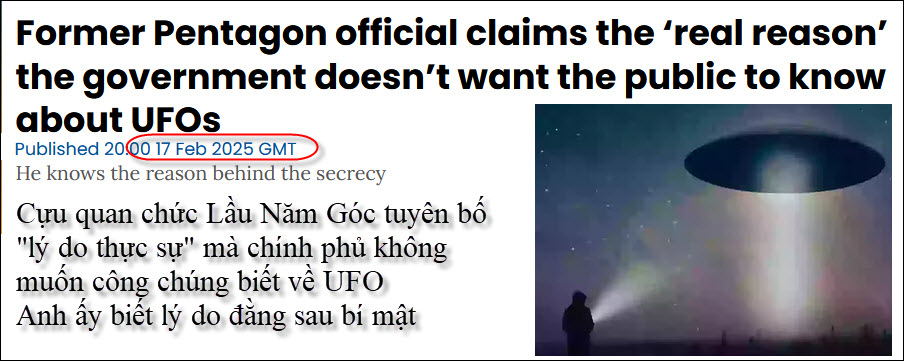 Former Pentagon official claims the ‘real reason’
the government doesn’t want the public to know
about UFOs
Published 20:00 17 Feb 2025 GMT
He knows the reason behind the secrecy
Cựu quan chức Lầu Năm Góc tuyên bố
"lý do thực sự" mà chính phủ không
muốn công chúng biết về UFO
Anh ấy biết lý do đằng sau bí mật